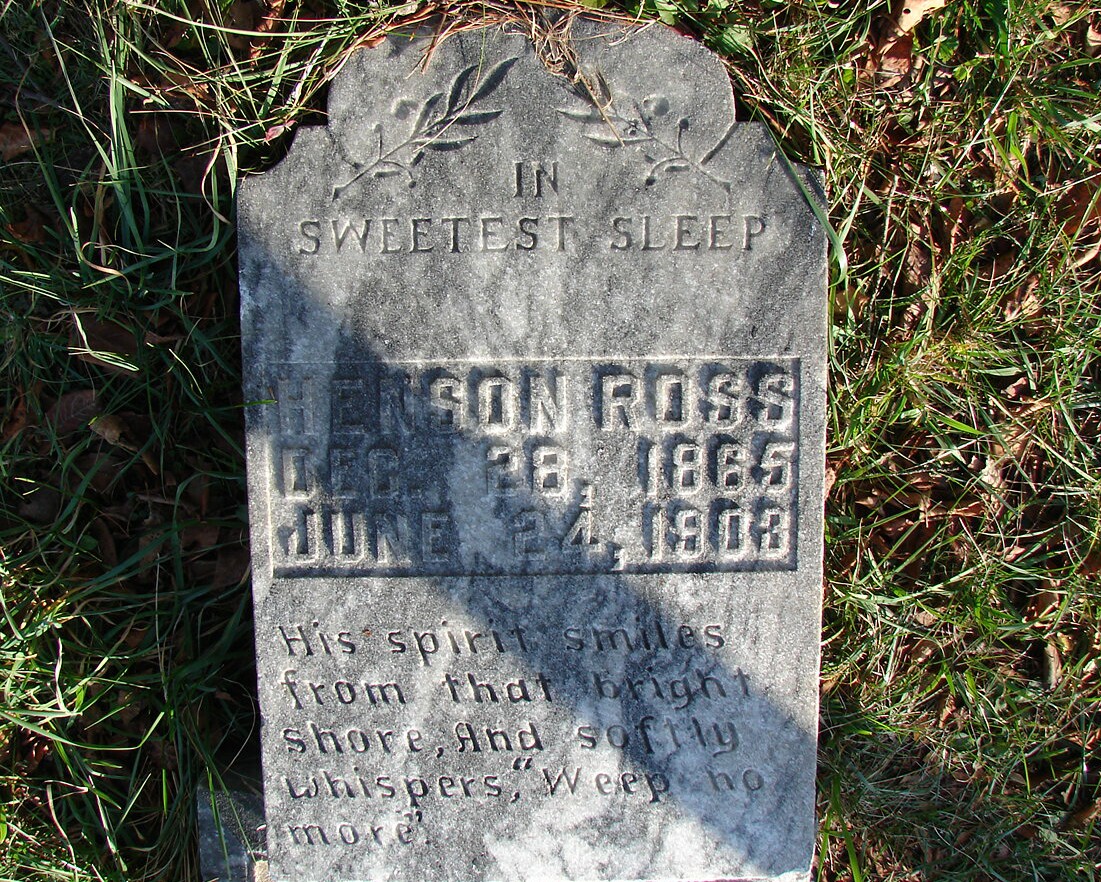 IN
SWEETEST SLEEP
HENSON ROSS
DEC. 28, 1865
JUNE 24, 1903
His spirit smiles
from that bright
shore, And softly
whispers, "Weep no
more".